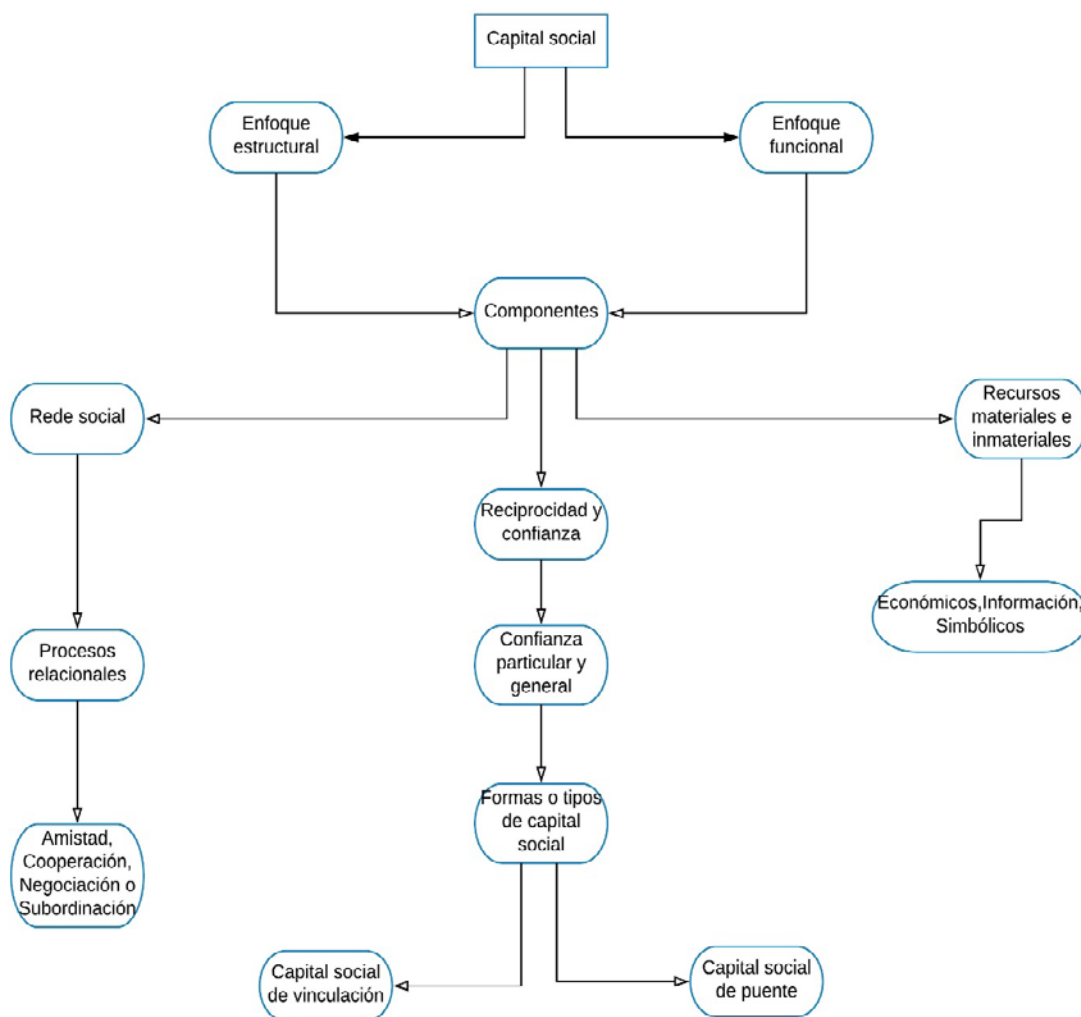 Capital social
Enfoque
estructural
Enfoque
funcional
Componentes
Rede social
Recursos
materiales e
inmateriales
Reciprocidad y
confianza
Económicos,Información,
Simbólicos
Procesos
relacionales
Confianza
particular y
general
Formas o tipos
de capital
social
Amistad,
Cooperación,
Negociación o
Subordinación
Capital social
de vinculación
Capital social
de puente